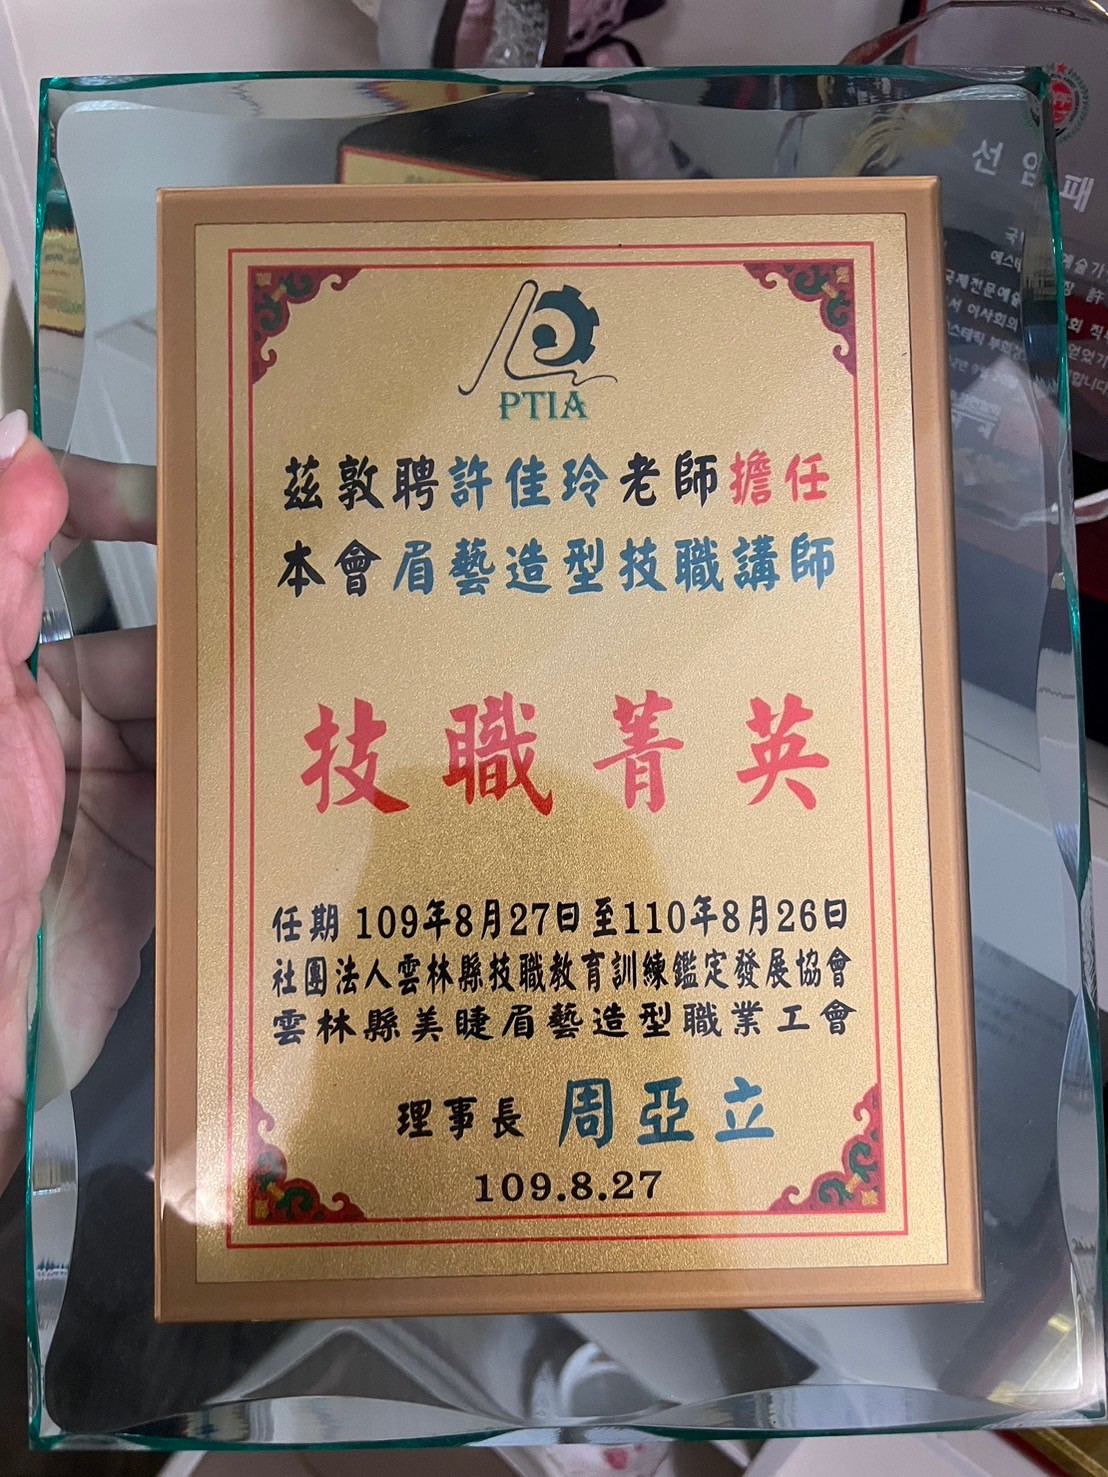 PTIA
茲敦聘許佳玲老師擔任
本會眉藝造型技職講師
技職菁英
任期 109年8月27日至110年8月26日
社團法人雲林縣技職教育訓練鑑定發展協會
雲林縣美睫眉藝造型職業工會
理事長 周亞立
109.8.27
선임패